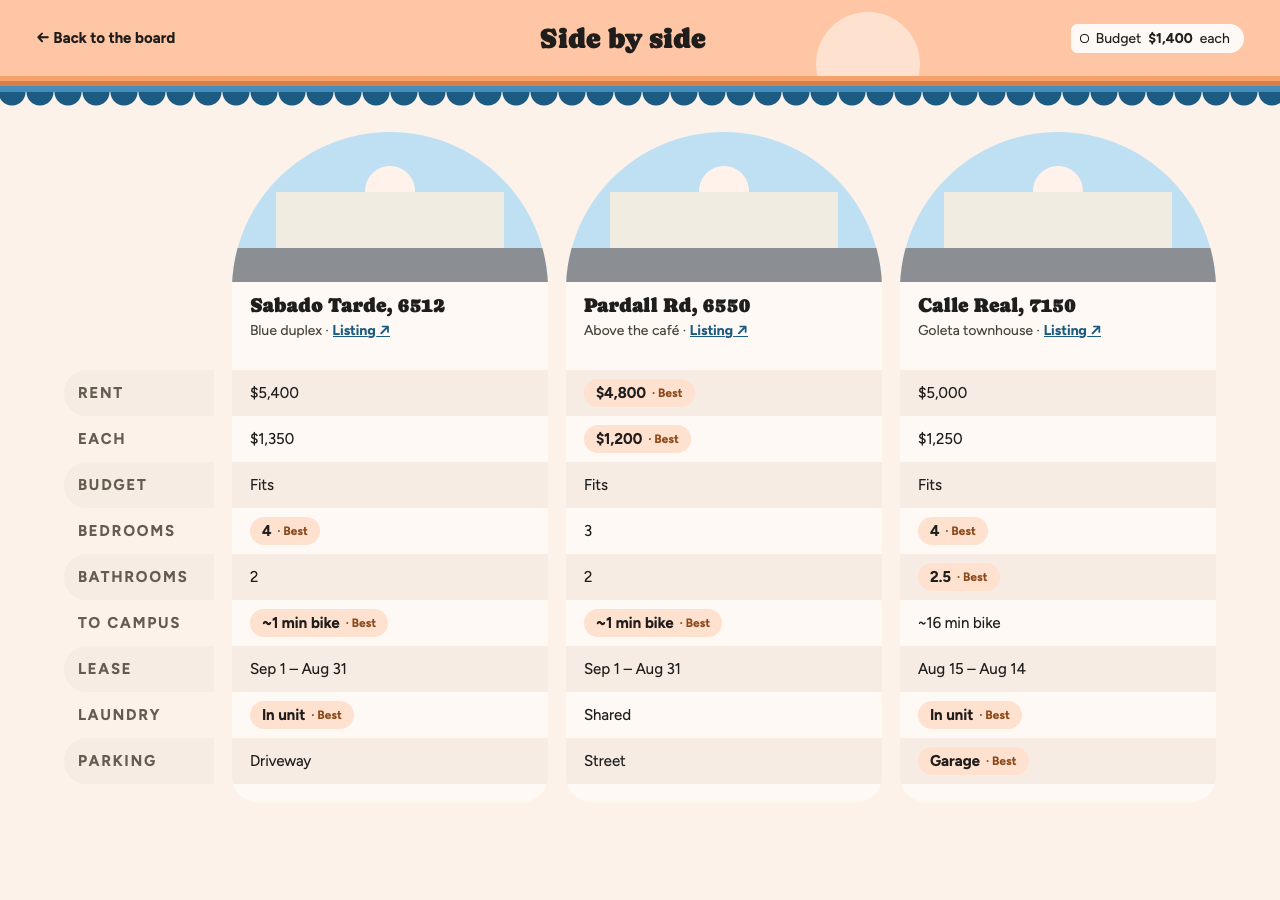 ← Back to the board
Side by side
Budget $1,400 each
Sabado Tarde, 6512
Blue duplex · Listing ↗
Pardall Rd, 6550
Above the café · Listing ↗
Calle Real, 7150
Goleta townhouse · Listing ↗
RENT $5,400 $4,800 · Best $5,000
EACH $1,350 $1,200 · Best $1,250
BUDGET Fits Fits Fits
BEDROOMS 4 · Best 3 4 · Best
BATHROOMS 2 2 2.5 · Best
TO CAMPUS ~1 min bike · Best ~1 min bike · Best ~16 min bike
LEASE Sep 1 – Aug 31 Sep 1 – Aug 31 Aug 15 – Aug 14
LAUNDRY In unit · Best Shared In unit · Best
PARKING Driveway Street Garage · Best